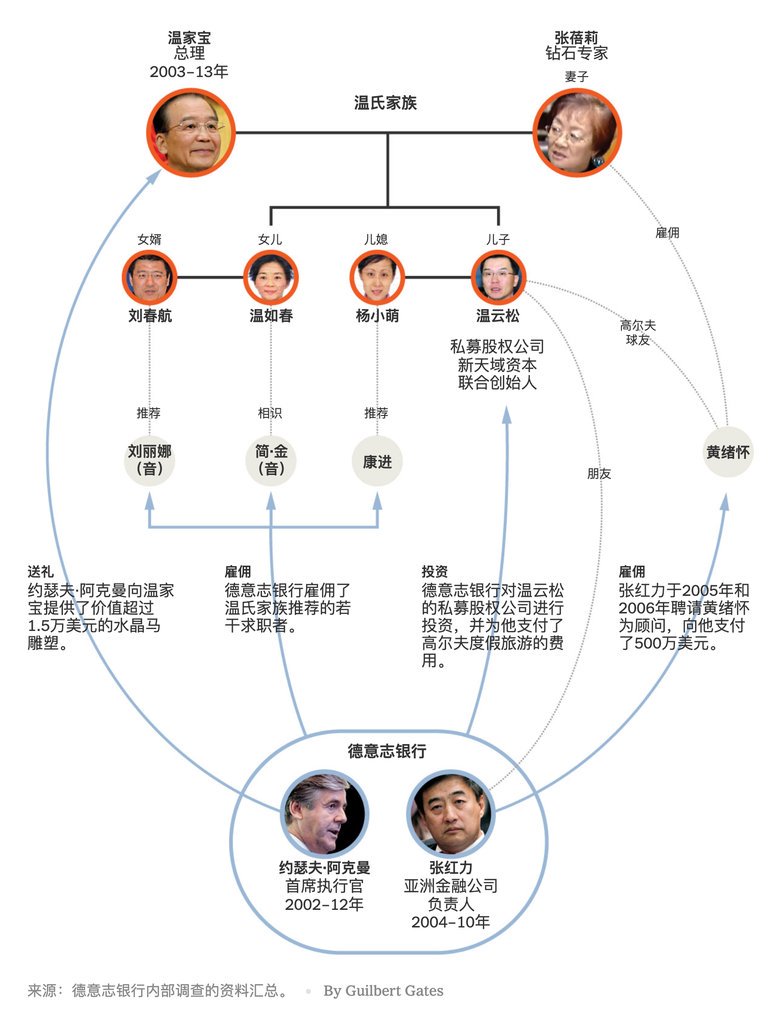 温家宝
总理
2003–13年
张蓓莉
钻石专家
妻子
温氏家族
雇佣
女婿
女儿
儿媳
儿子
刘春航
温如春
杨小萌
温云松
高尔夫
球友
私募股权公司
新天域资本
联合创始人
推荐
相识
推荐
刘丽娜
（音）
简·金
（音）
康进
黄绪怀
朋友
送礼
约瑟夫·阿克曼向温家
宝提供了价值超过
1.5万美元的水晶马
雕塑。
雇佣
德意志银行雇佣了
温氏家族推荐的若
干求职者。
投资
德意志银行对温云松
的私募股权公司进行
投资，并为他支付了
高尔夫度假旅游的费
用。
雇佣
张红力于2005年和
2006年聘请黄绪怀
为顾问，向他支付
了500万美元。
德意志银行
约瑟夫·阿克曼
首席执行官
2002–12年
张红力
亚洲金融公司
负责人
2004–10年
来源：德意志银行内部调查的资料汇总。 • By Guilbert Gates